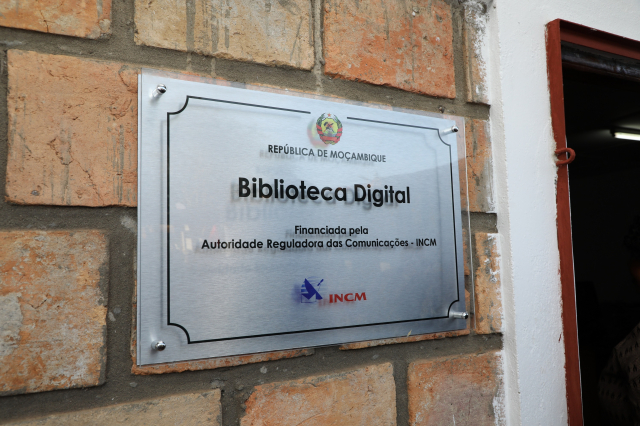 REPÚBLICA DE MOÇAMBIQUE
Biblioteca Digital
Financiada pela
Autoridade Reguladora das Comunicações - INCM
INCM